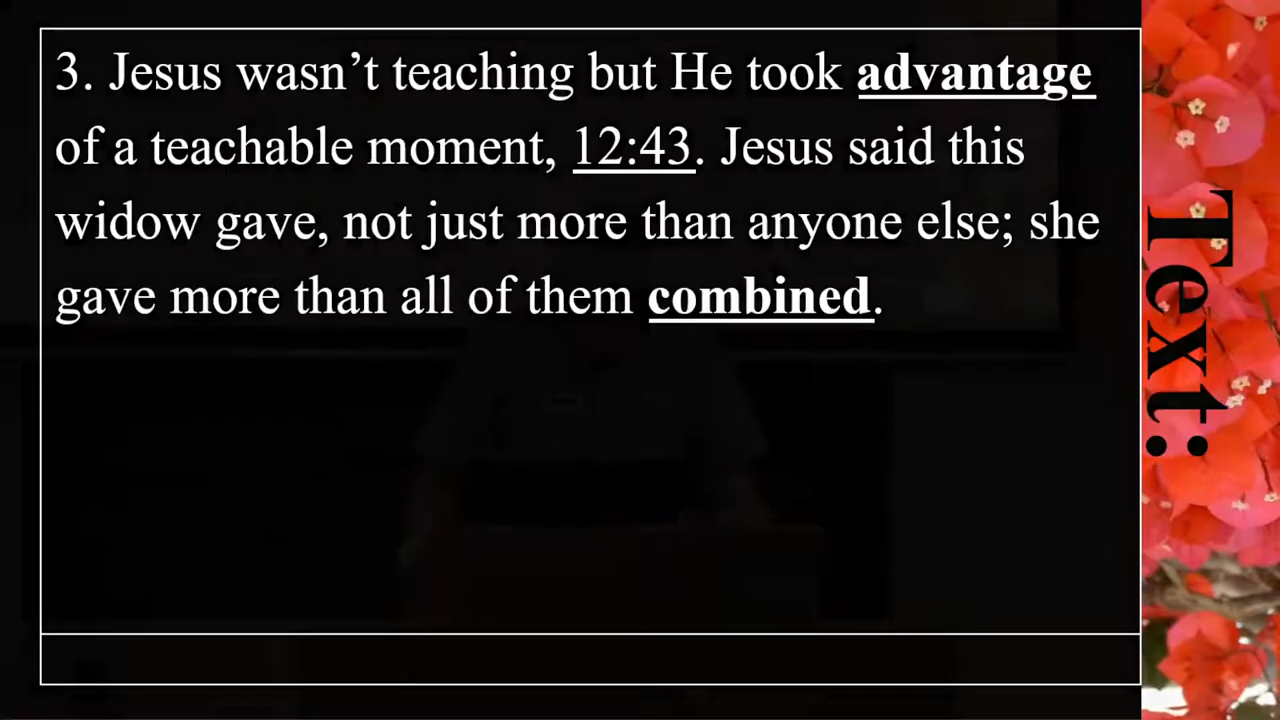 3. Jesus wasn’t teaching but He took advantage
of a teachable moment, 12:43. Jesus said this
widow gave, not just more than anyone else; she
gave more than all of them combined.
Text: